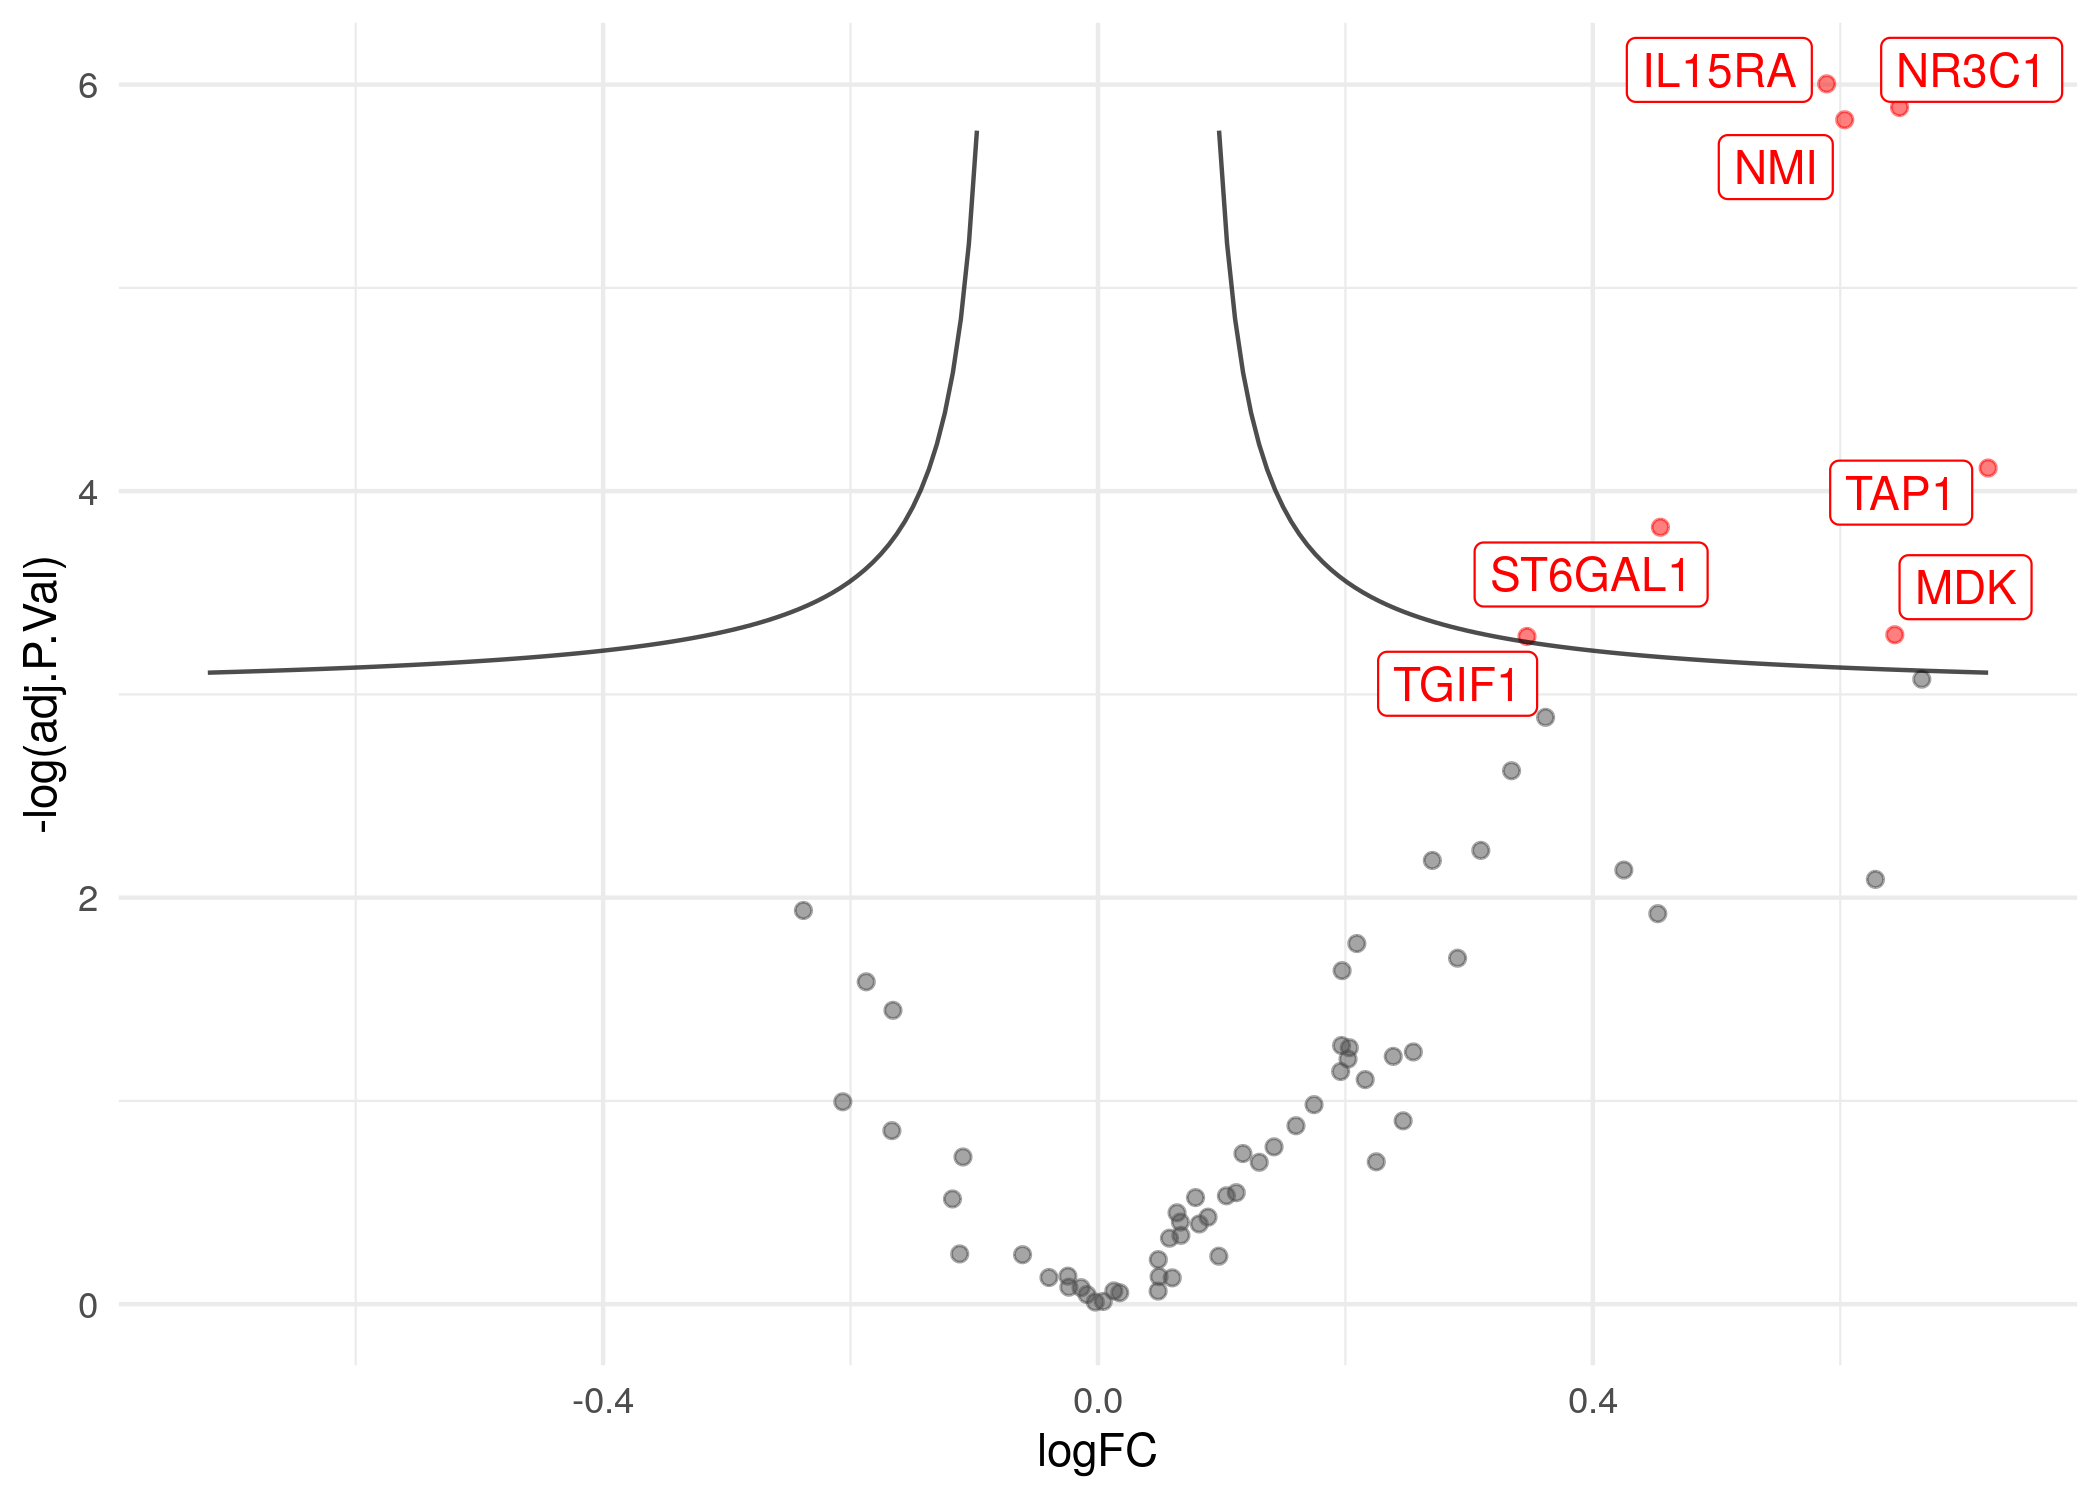 IL15RA
NR3C1
NMI
TAP1
ST6GAL1
MDK
TGIF1
6
4
2
0
-log(adj.P.Val)
-0.4
0.0
0.4
logFC